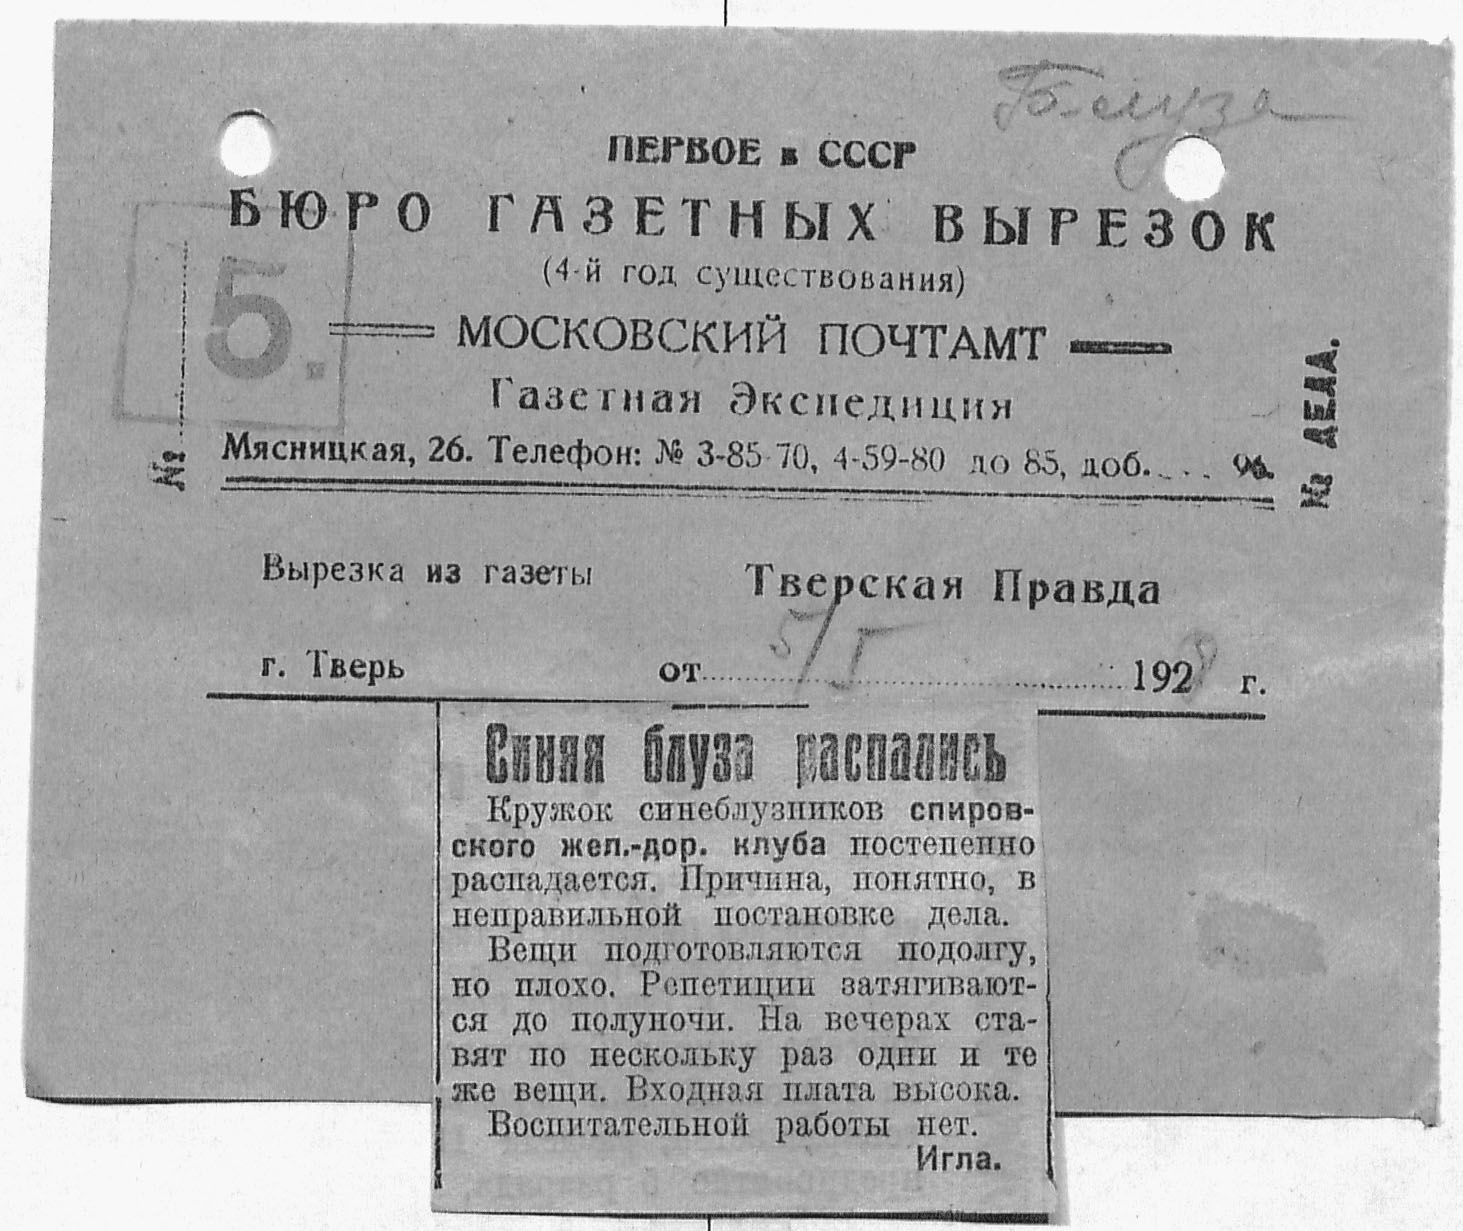 Блуза
ПЕРВОЕ в СССР
БЮРО ГАЗЕТНЫХ ВЫРЕЗОК
(4-й год существования)
5.
МОСКОВСКИЙ ПОЧТАМТ
Газетная Экспедиция
Мясницкая, 26. Телефон: № 3-85-70, 4-59-80 до 85, доб. . . . 96.
№
№ ДЕЛА.
Вырезка из газеты Тверская Правда
г. Тверь от 5/V 1928 г.
Синяя блуза распались
Кружок синеблузников спиров-
ского жел.-дор. клуба постепенно
распадается. Причина, понятно, в
неправильной постановке дела.
Вещи подготовляются подолгу,
но плохо. Репетиции затягивают-
ся до полуночи. На вечерах ста-
вят по нескольку раз одни и те
же вещи. Входная плата высока.
Воспитательной работы нет.
Игла.